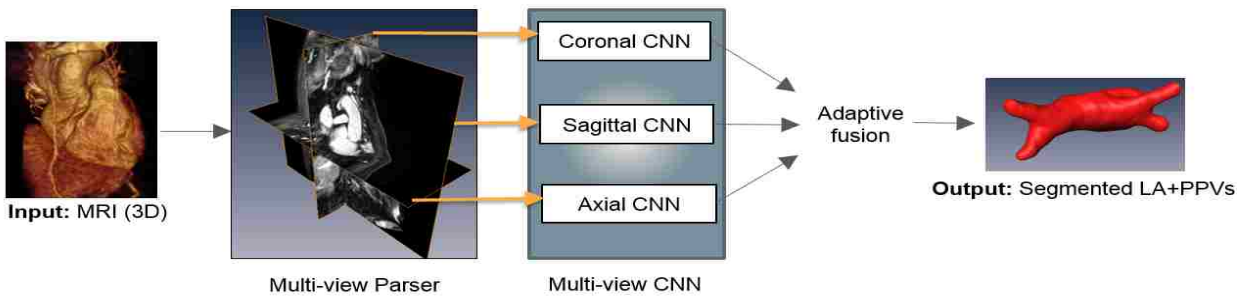 Input: MRI (3D)
Multi-view Parser
Coronal CNN
Sagittal CNN
Axial CNN
Multi-view CNN
Adaptive
fusion
Output: Segmented LA+PPVs